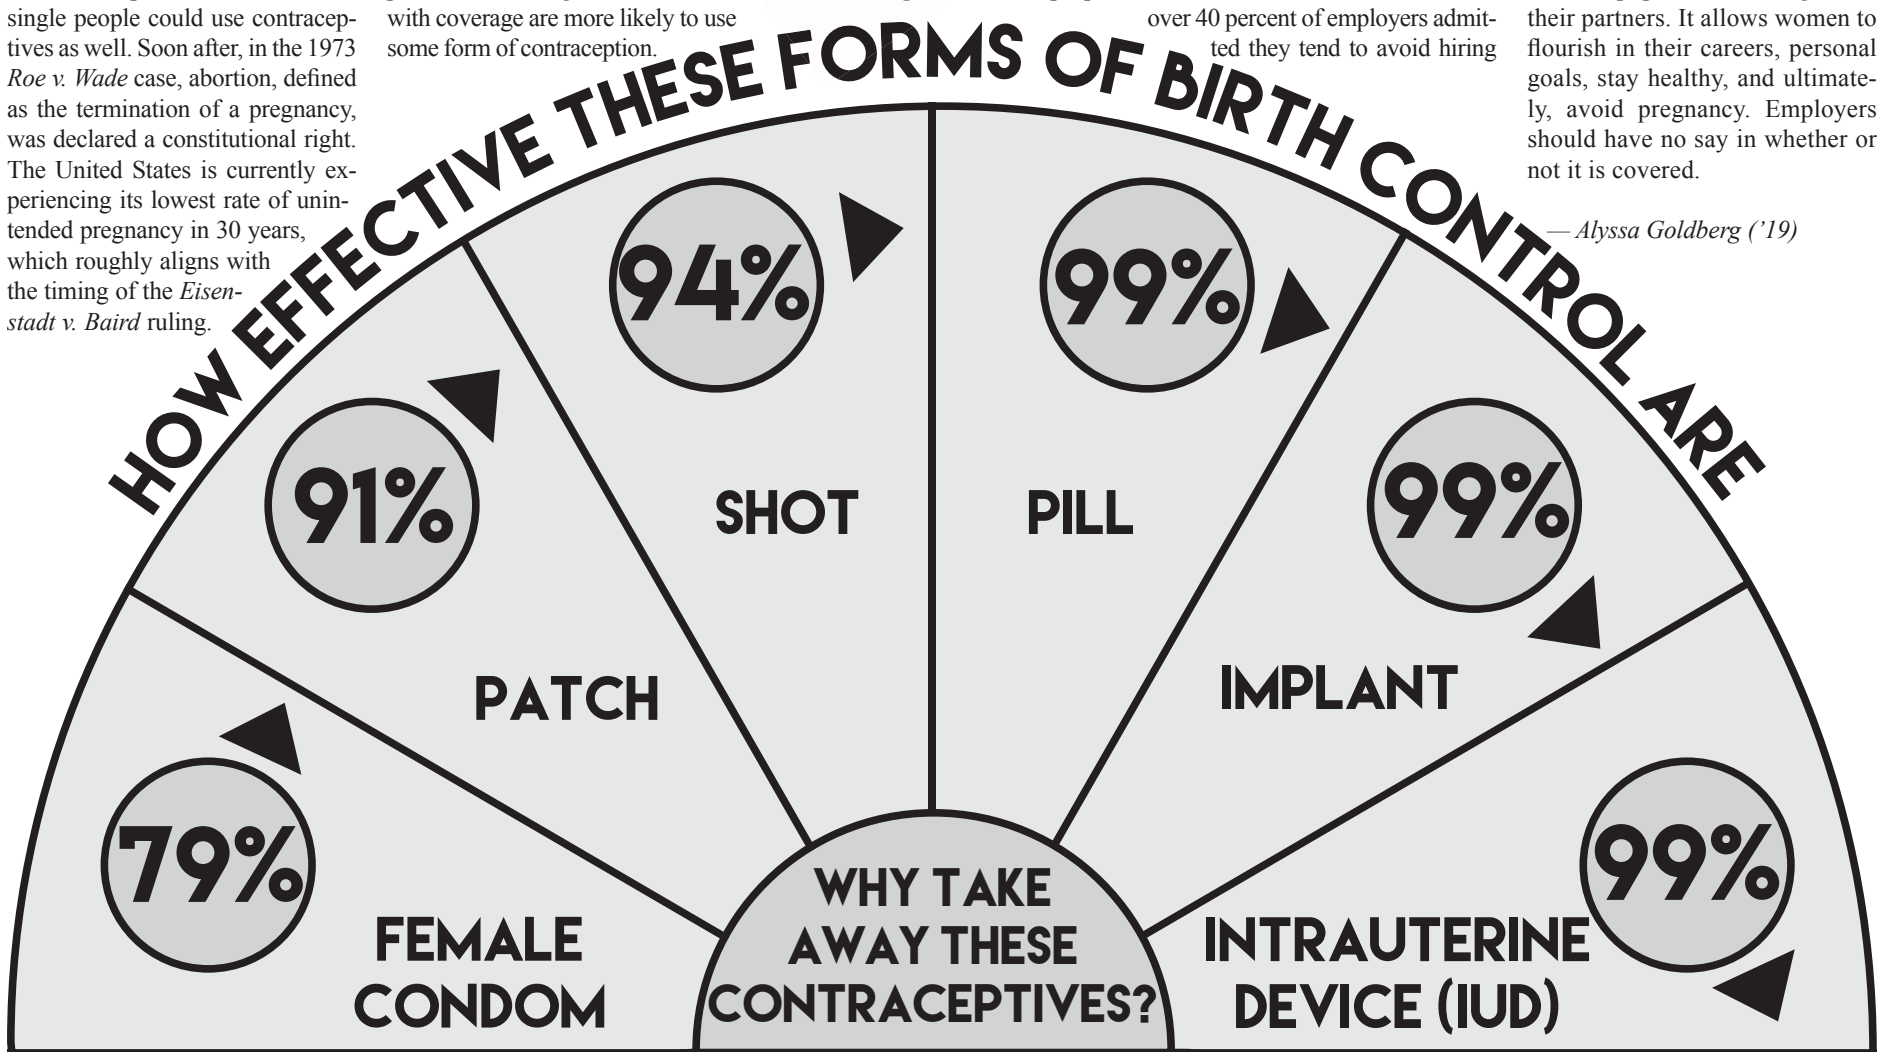 single people could use contracep-
tives as well. Soon after, in the 1973
Roe v. Wade case, abortion, defined
as the termination of a pregnancy,
was declared a constitutional right.
The United States is currently ex-
periencing its lowest rate of unin-
tended pregnancy in 30 years,
which roughly aligns with
the timing of the Eisen-
stadt v. Baird ruling.
with coverage are more likely to use
some form of contraception.
over 40 percent of employers admit-
ted they tend to avoid hiring
their partners. It allows women to
flourish in their careers, personal
goals, stay healthy, and ultimate-
ly, avoid pregnancy. Employers
should have no say in whether or
not it is covered.
— Alyssa Goldberg (’19)
HOW EFFECTIVE THESE FORMS OF BIRTH CONTROL ARE
79%
FEMALE
CONDOM
91%
PATCH
94%
SHOT
99%
PILL
99%
IMPLANT
99%
INTRAUTERINE
DEVICE (IUD)
WHY TAKE
AWAY THESE
CONTRACEPTIVES?